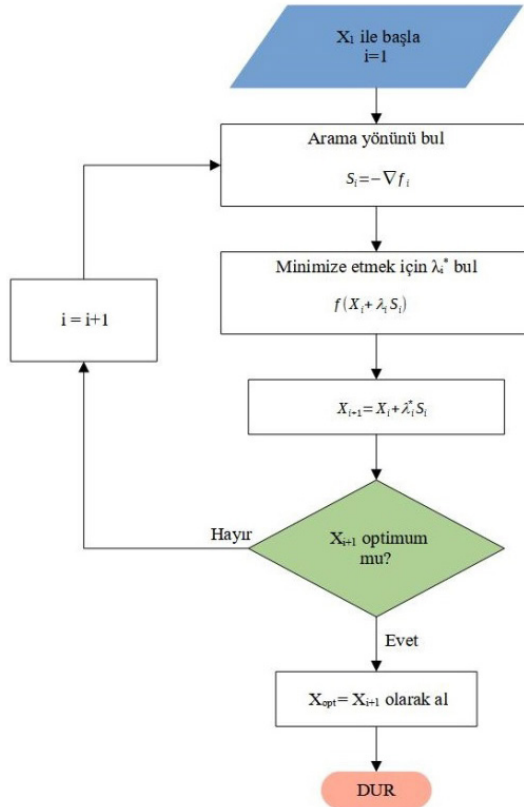 X₁ ile başla
i=1
Arama yönünü bul
Sᵢ=−∇fᵢ
Minimize etmek için λᵢ* bul
f(Xᵢ+λᵢSᵢ)
i = i+1
Xᵢ₊₁=Xᵢ+λᵢ*Sᵢ
Hayır
Xᵢ₊₁ optimum
mu?
Evet
Xₒₚₜ= Xᵢ₊₁ olarak al
DUR